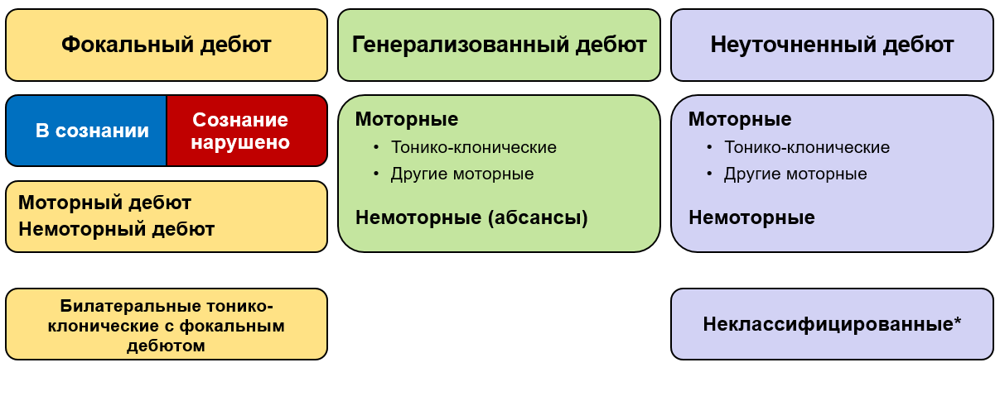 Фокальный дебют
Генерализованный дебют
Неуточненный дебют
В сознании
Сознание
нарушено
Моторный дебют
Немоторный дебют
Билатеральные тонико-
клонические с фокальным
дебютом
Моторные
• Тонико-клонические
• Другие моторные
Немоторные (абсансы)
Моторные
• Тонико-клонические
• Другие моторные
Немоторные
Неклассифицированные*